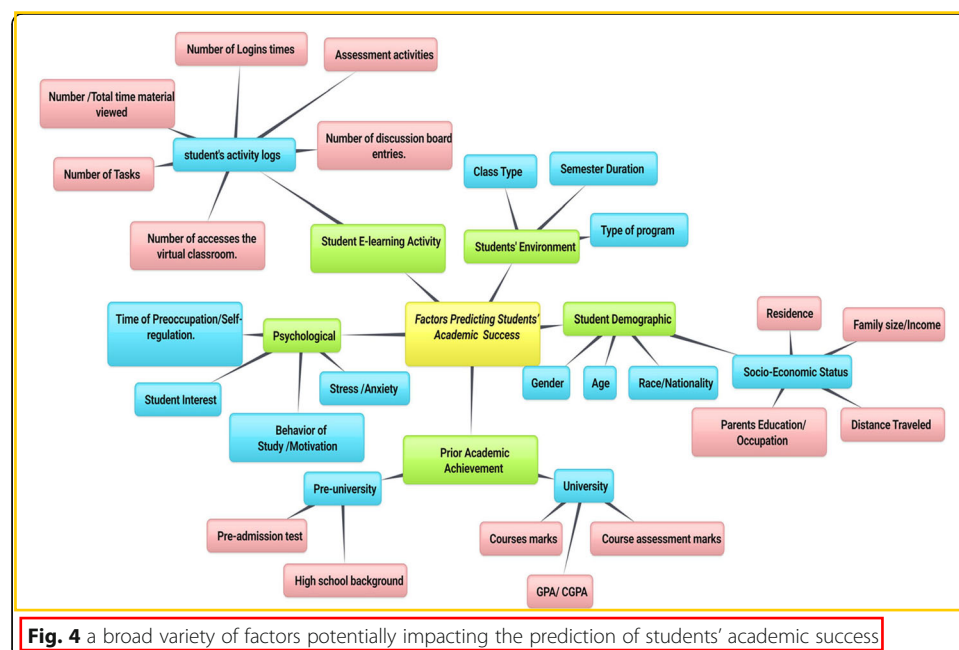 Number of Logins times
Assessment activities
Number /Total time material
viewed
student's activity logs
Number of discussion board
entries.
Number of Tasks
Number of accesses the
virtual classroom.
Student E-learning Activity
Class Type
Semester Duration
Type of program
Students' Environment
Factors Predicting Students'
Academic Success
Time of Preoccupation/Self-
regulation.
Psychological
Student Interest
Stress /Anxiety
Behavior of
Study /Motivation
Student Demographic
Gender
Age
Race/Nationality
Residence
Family size/Income
Socio-Economic Status
Parents Education/
Occupation
Distance Traveled
Prior Academic
Achievement
Pre-university
University
Pre-admission test
High school background
Courses marks
Course assessment marks
GPA/ CGPA
Fig. 4 a broad variety of factors potentially impacting the prediction of students' academic success